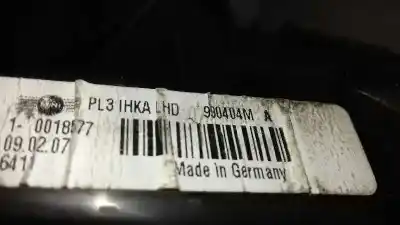 PL3 IHKA LHD 990404M A
1- 0018577
09.02.07
6411
Made in Germany